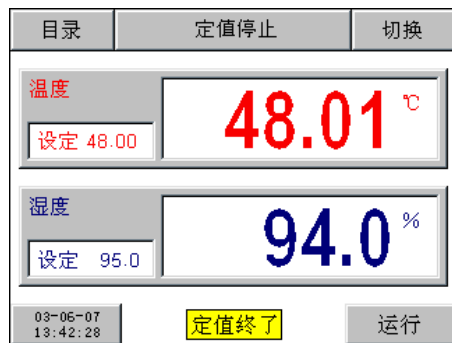 目录 定值停止 切换
温度
48.01 ℃
设定 48.00
湿度
94.0 %
设定 95.0
03-06-07
13:42:28
定值终了
运行